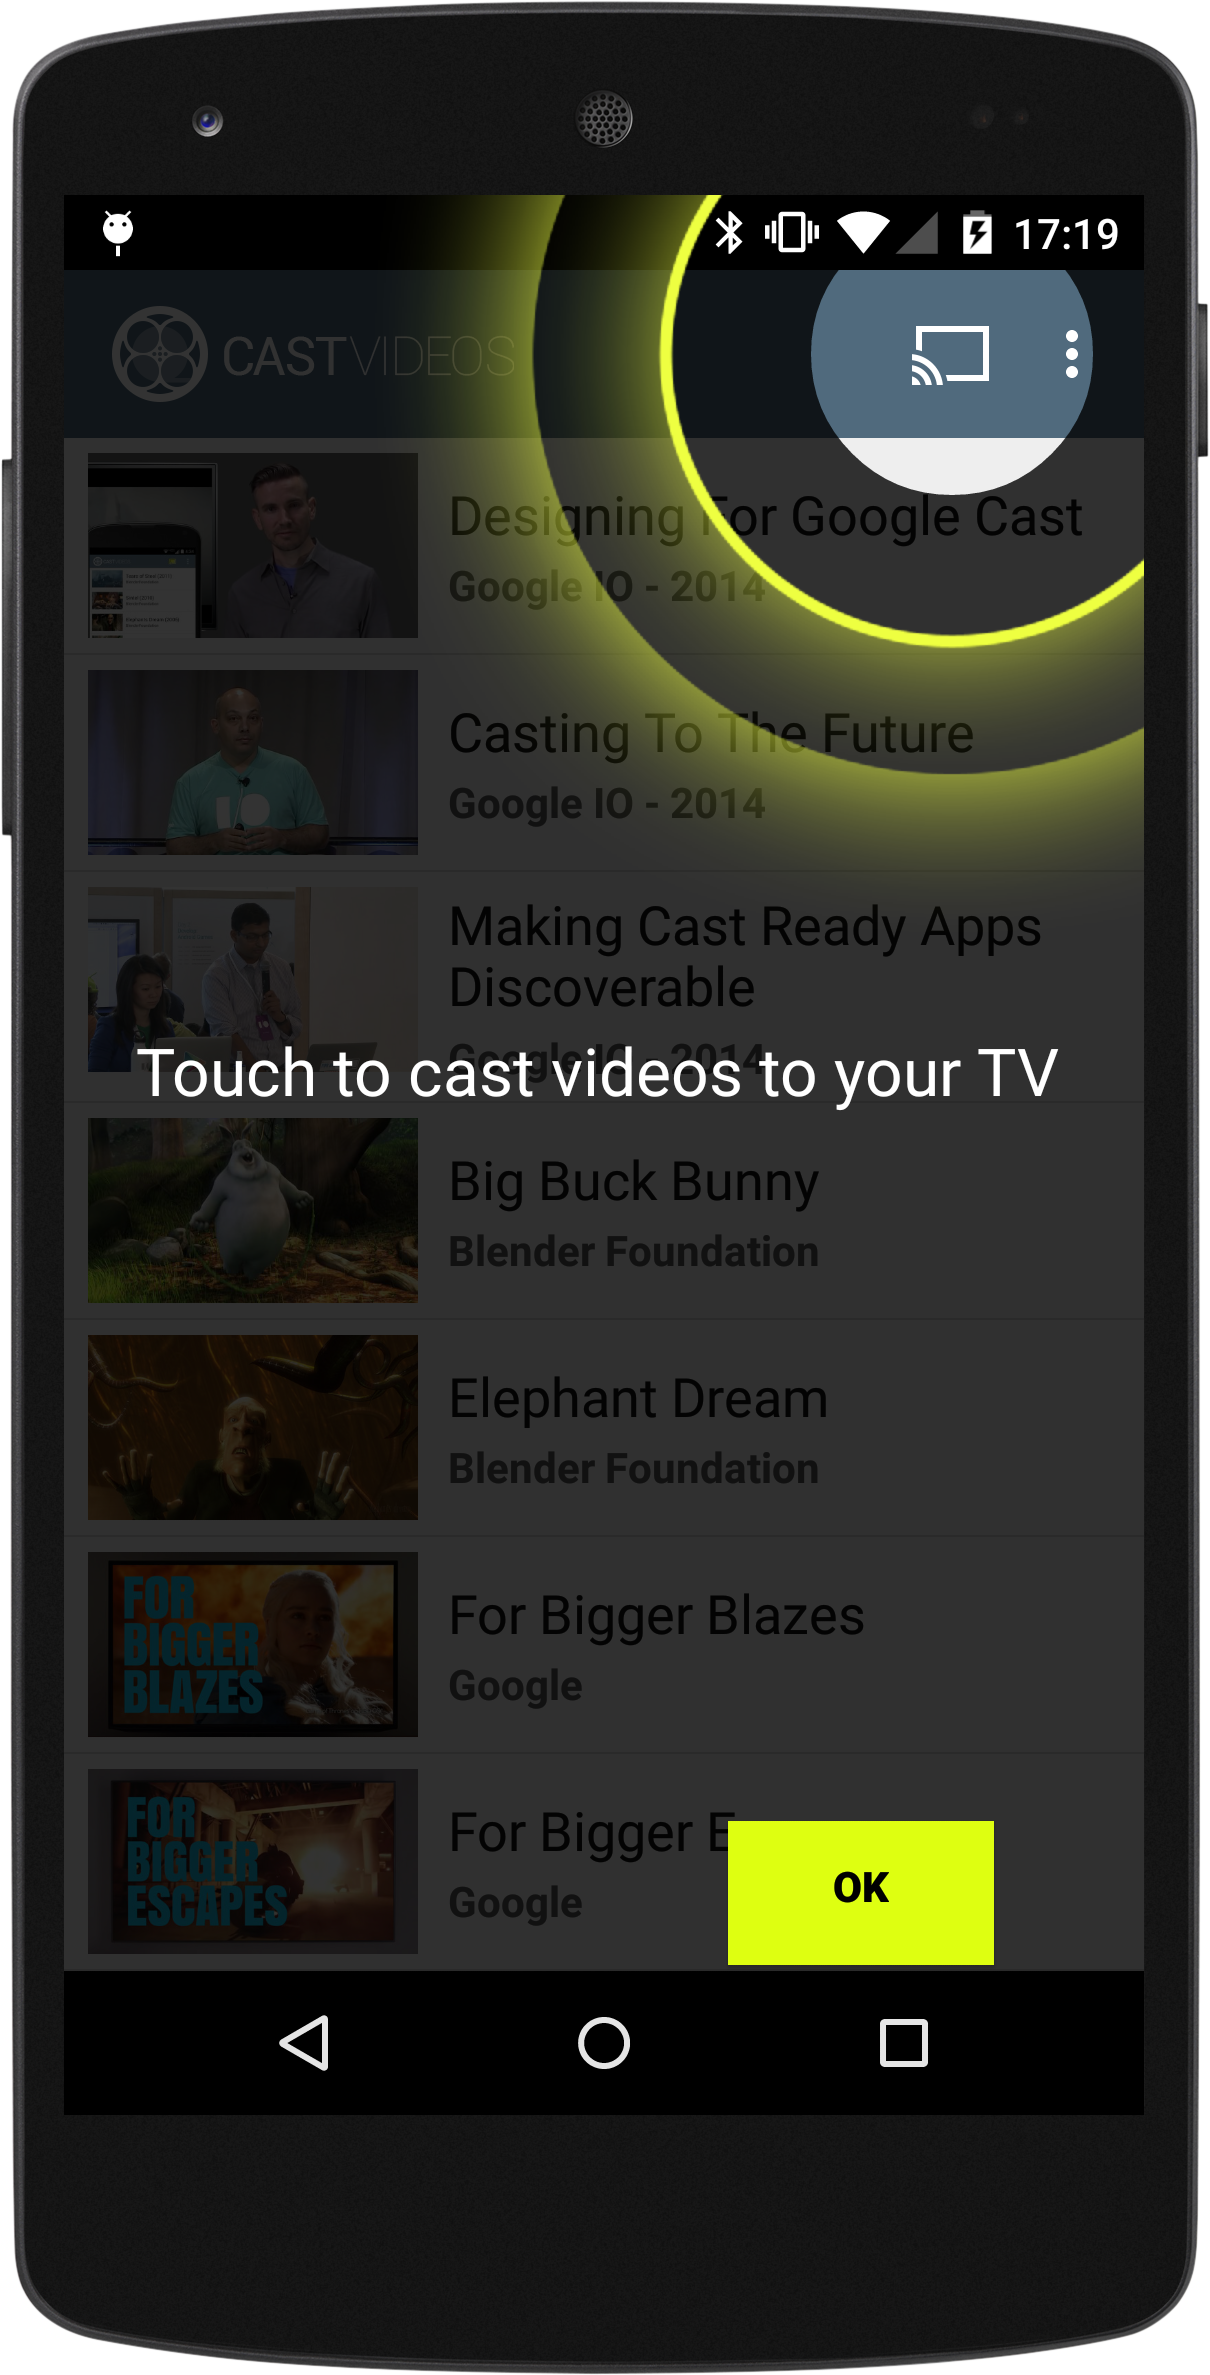 17:19
CASTVIDEOS
Designing For Google Cast
Google IO - 2014
Casting To The Future
Google IO - 2014
Making Cast Ready Apps
Discoverable
Google IO - 2014
Touch to cast videos to your TV
Big Buck Bunny
Blender Foundation
Elephant Dream
Blender Foundation
FOR
BIGGER
BLAZES
For Bigger Blazes
Google
FOR
BIGGER
ESCAPES
For Bigger E
Google
OK